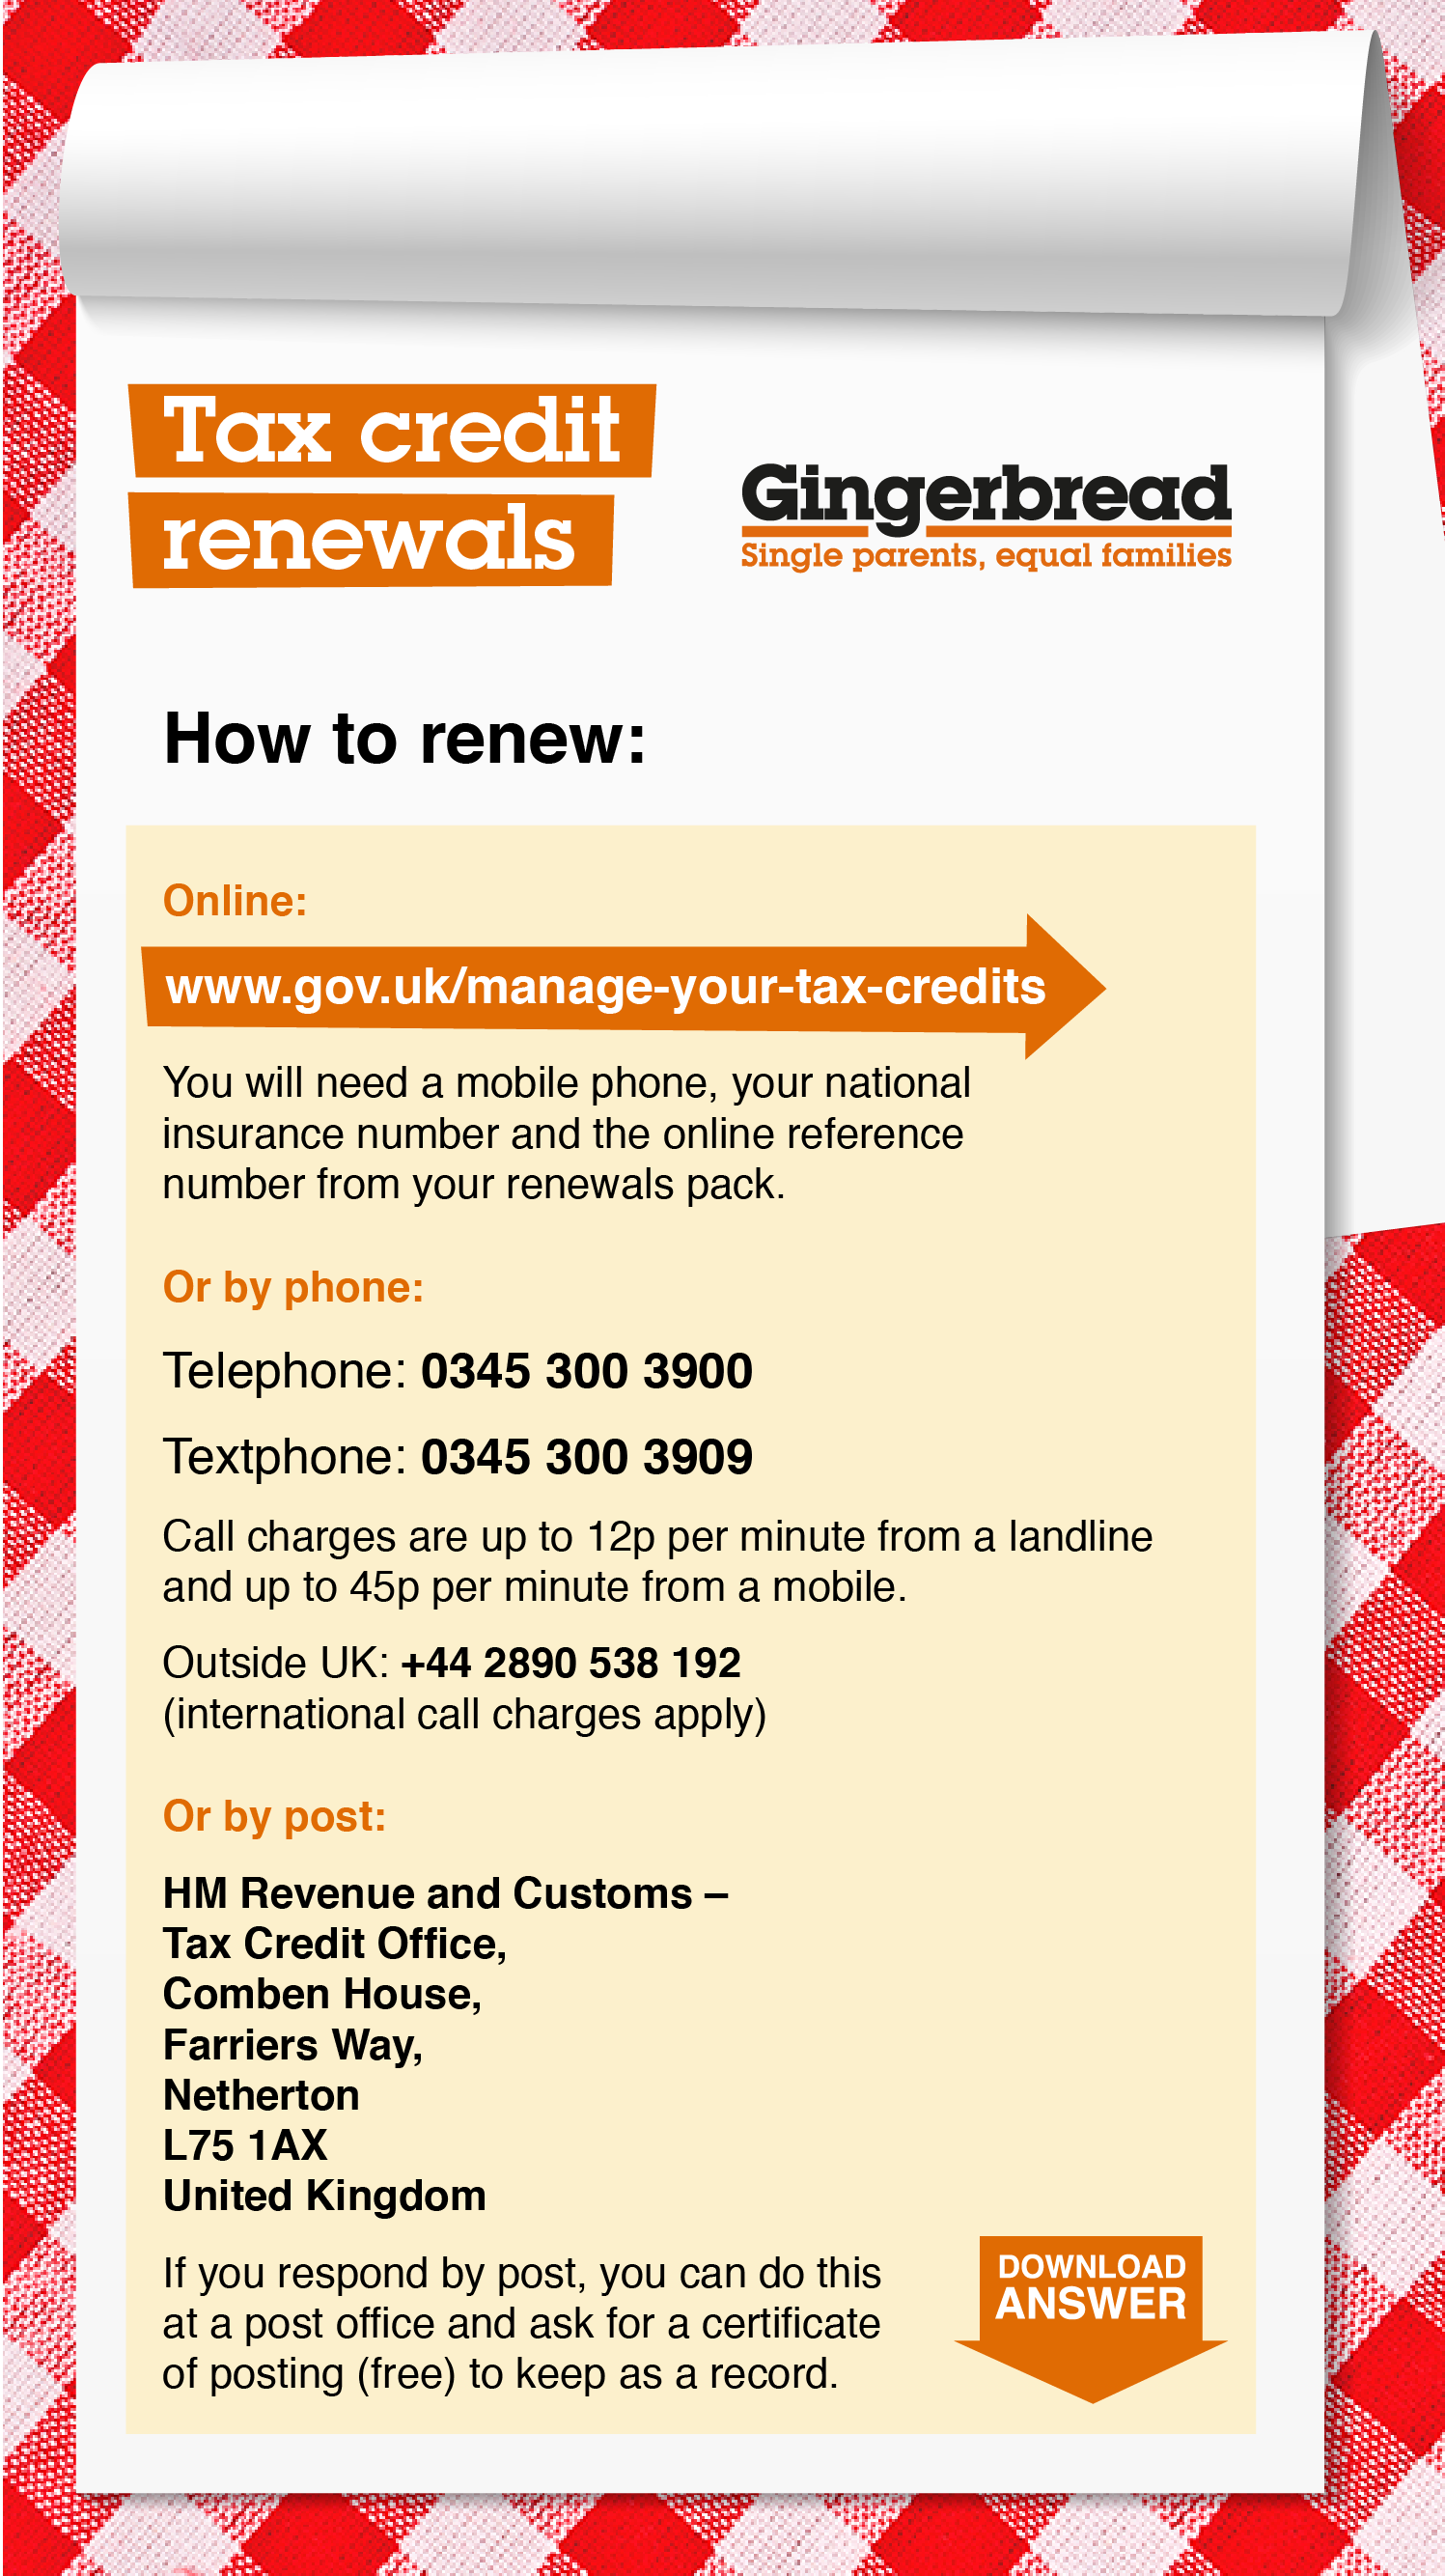 Tax credit
renewals
Gingerbread
Single parents, equal families
How to renew:
Online:
www.gov.uk/manage-your-tax-credits
You will need a mobile phone, your national
insurance number and the online reference
number from your renewals pack.
Or by phone:
Telephone: 0345 300 3900
Textphone: 0345 300 3909
Call charges are up to 12p per minute from a landline
and up to 45p per minute from a mobile.
Outside UK: +44 2890 538 192
(international call charges apply)
Or by post:
HM Revenue and Customs –
Tax Credit Office,
Comben House,
Farriers Way,
Netherton
L75 1AX
United Kingdom
If you respond by post, you can do this
at a post office and ask for a certificate
of posting (free) to keep as a record.
DOWNLOAD
ANSWER